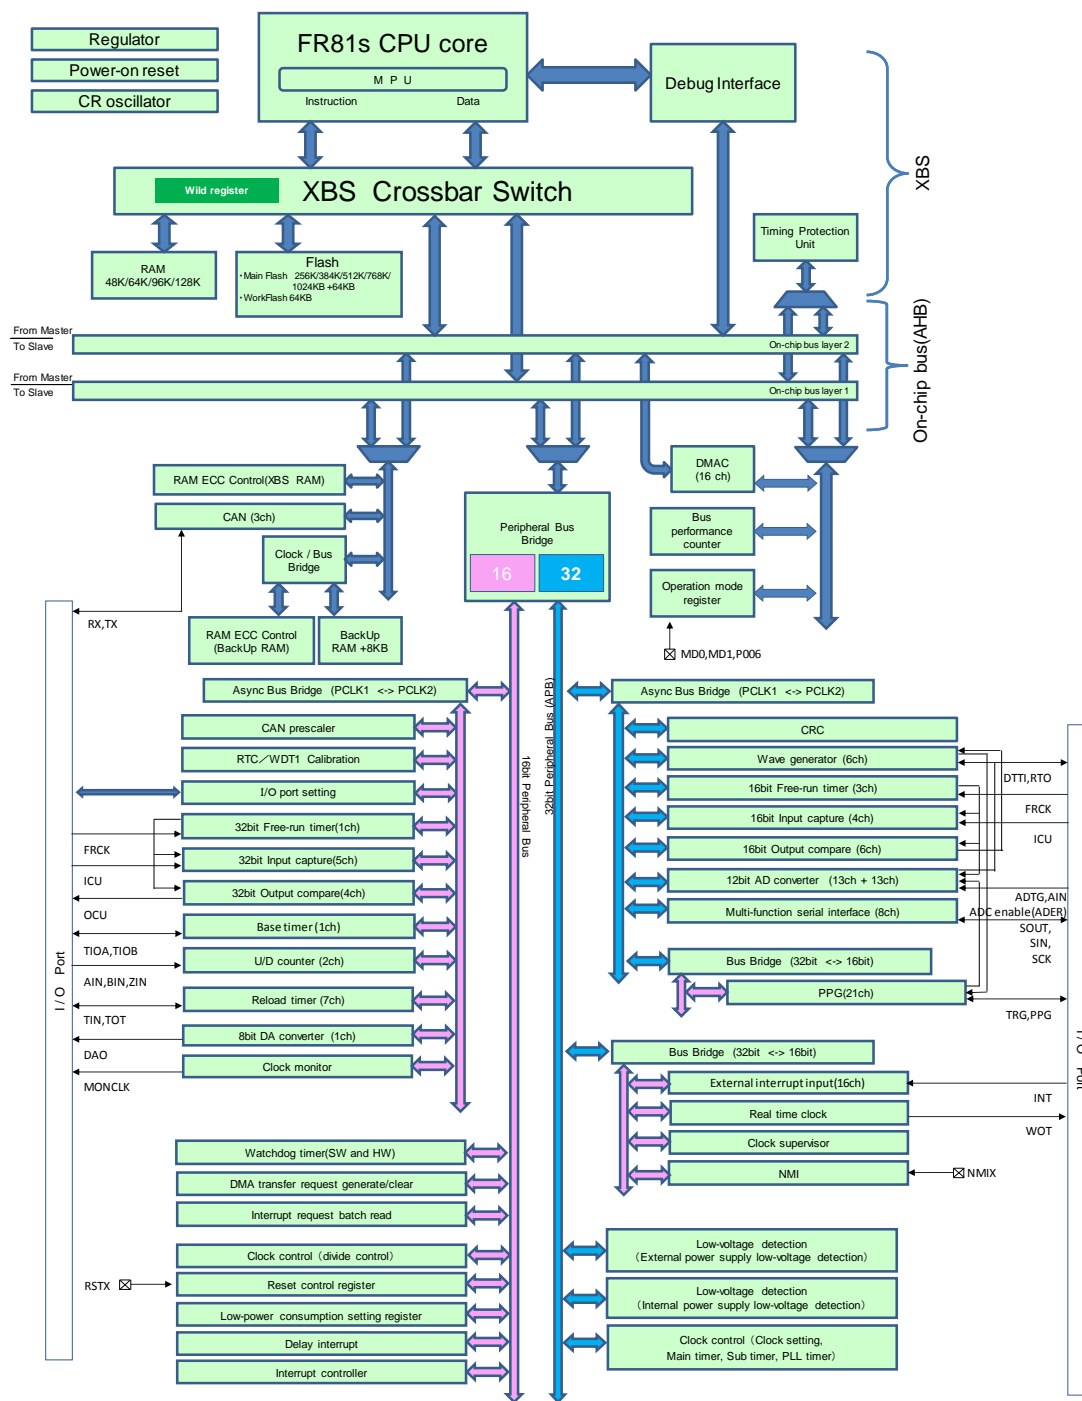 Regulator
Power-on reset
CR oscillator
FR81s CPU core
M P U
Instruction
Data
Debug Interface
XBS
Wild register
XBS Crossbar Switch
Timing Protection
Unit
RAM
48K/64K/96K/128K
Flash
・Main Flash 256K/384K/512K/768K/
1024KB +64KB
・WorkFlash 64KB
On-chip bus(AHB)
From Master
To Slave
On-chip bus layer 2
From Master
To Slave
On-chip bus layer 1
RAM ECC Control(XBS RAM)
CAN (3ch)
Clock / Bus
Bridge
RAM ECC Control
(BackUp RAM)
BackUp
RAM +8KB
RX,TX
Peripheral Bus
Bridge
16
32
DMAC
(16 ch)
Bus
performance
counter
Operation mode
register
MD0,MD1,P006
16bit Peripheral Bus
32bit Peripheral Bus (APB)
Async Bus Bridge (PCLK1 <-> PCLK2)
CAN prescaler
RTC／WDT1 Calibration
I/O port setting
32bit Free-run timer(1ch)
FRCK
32bit Input capture(5ch)
ICU
32bit Output compare(4ch)
OCU
Base timer (1ch)
TIOA,TIOB
U/D counter (2ch)
AIN,BIN,ZIN
Reload timer (7ch)
TIN,TOT
8bit DA converter (1ch)
DAO
Clock monitor
MONCLK
I / O Port
Watchdog timer(SW and HW)
DMA transfer request generate/clear
Interrupt request batch read
Clock control （divide control）
RSTX
Reset control register
Low-power consumption setting register
Delay interrupt
Interrupt controller
Async Bus Bridge (PCLK1 <-> PCLK2)
CRC
Wave generator (6ch)
DTTI,RTO
16bit Free-run timer (3ch)
FRCK
16bit Input capture (4ch)
ICU
16bit Output compare (6ch)
12bit AD converter (13ch + 13ch)
ADTG,AIN
ADC enable(ADER)
Multi-function serial interface (8ch)
SOUT,
SIN,
SCK
Bus Bridge (32bit <-> 16bit)
PPG(21ch)
TRG,PPG
Bus Bridge (32bit <-> 16bit)
External interrupt input(16ch)
INT
Real time clock
WOT
Clock supervisor
NMI
NMIX
I / O Port
Low-voltage detection
（External power supply low-voltage detection）
Low-voltage detection
（Internal power supply low-voltage detection）
Clock control （Clock setting,
Main timer, Sub timer, PLL timer）